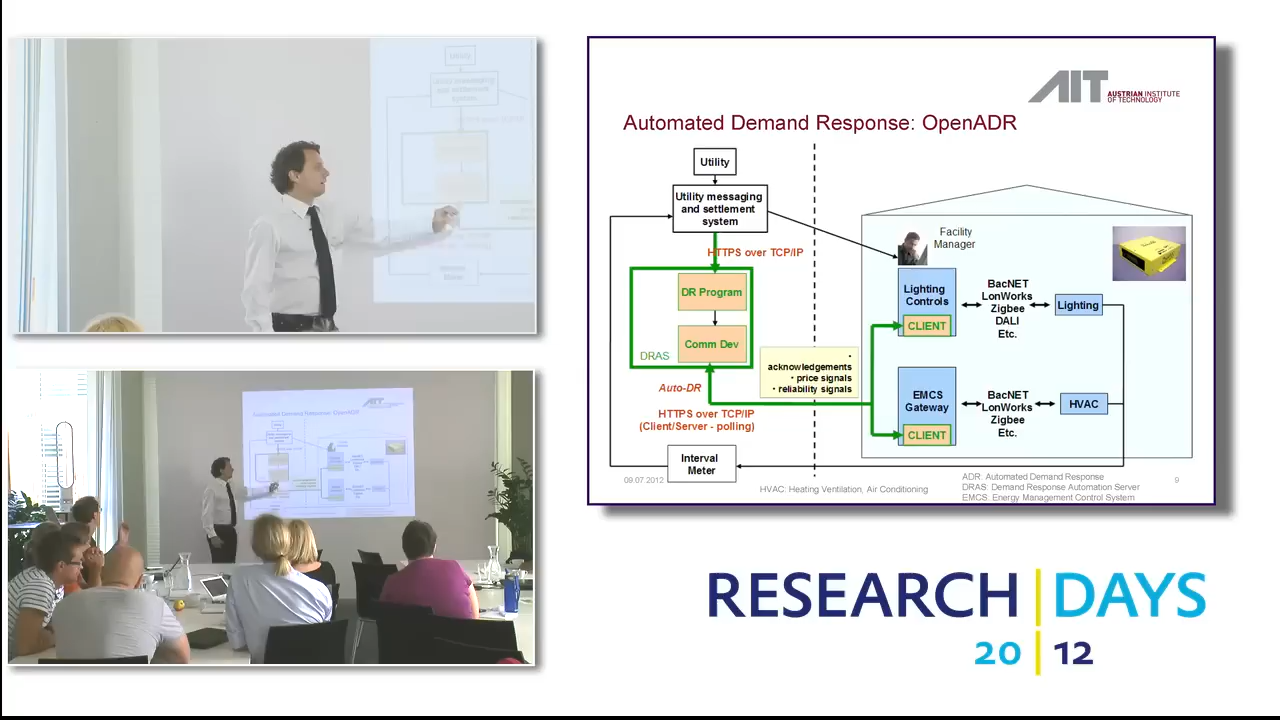 AIT
AUSTRIAN INSTITUTE
OF TECHNOLOGY
Automated Demand Response: OpenADR
Utility
Utility messaging
and settlement
system
HTTPS over TCP/IP
DR Program
Comm Dev
DRAS
Auto-DR
HTTPS over TCP/IP
(Client/Server - polling)
•
acknowledgements
• price signals
• reliability signals
Interval
Meter
Facility
Manager
Lighting
Controls
CLIENT
BacNET
LonWorks
Zigbee
DALI
Etc.
Lighting
EMCS
Gateway
CLIENT
BacNET
LonWorks
Zigbee
Etc.
HVAC
09.07.2012
HVAC: Heating Ventilation, Air Conditioning
ADR. Automated Demand Response
DRAS: Demand Response Automation Server
EMCS. Energy Management Control System
9
RESEARCH DAYS
20 12
Automated Demand Response: OpenADR